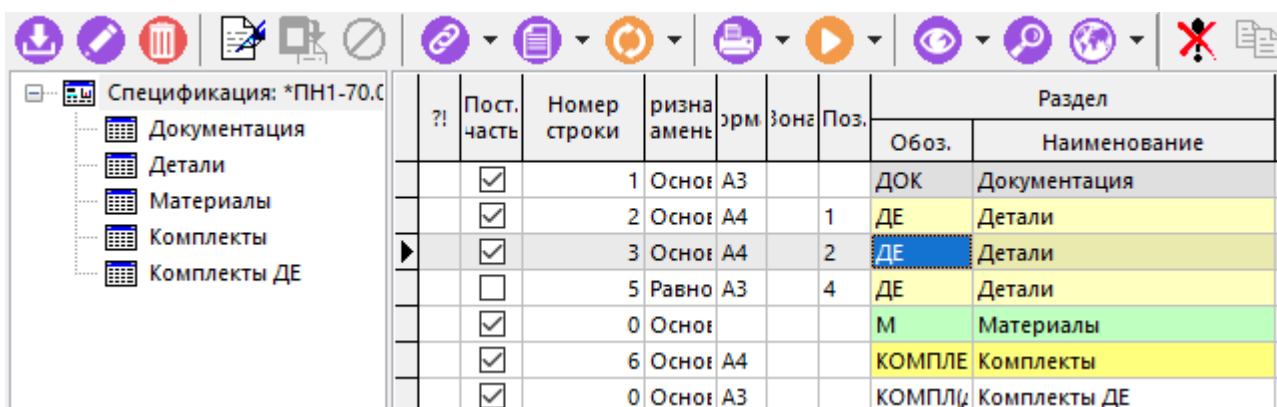 Спецификация: *ПН1-70.0
Документация
Детали
Материалы
Комплекты
Комплекты ДЕ
?! Пост. часть Номер строки ризна амень орм Зона Поз. Раздел
Обоз. Наименование
1 Основ А3 ДОК Документация
2 Основ А4 1 ДЕ Детали
3 Основ А4 2 ДЕ Детали
5 Равно А3 4 ДЕ Детали
0 Основ М Материалы
6 Основ А4 КОМПЛЕ Комплекты
0 Основ А3 КОМПЛ(Д Комплекты ДЕ